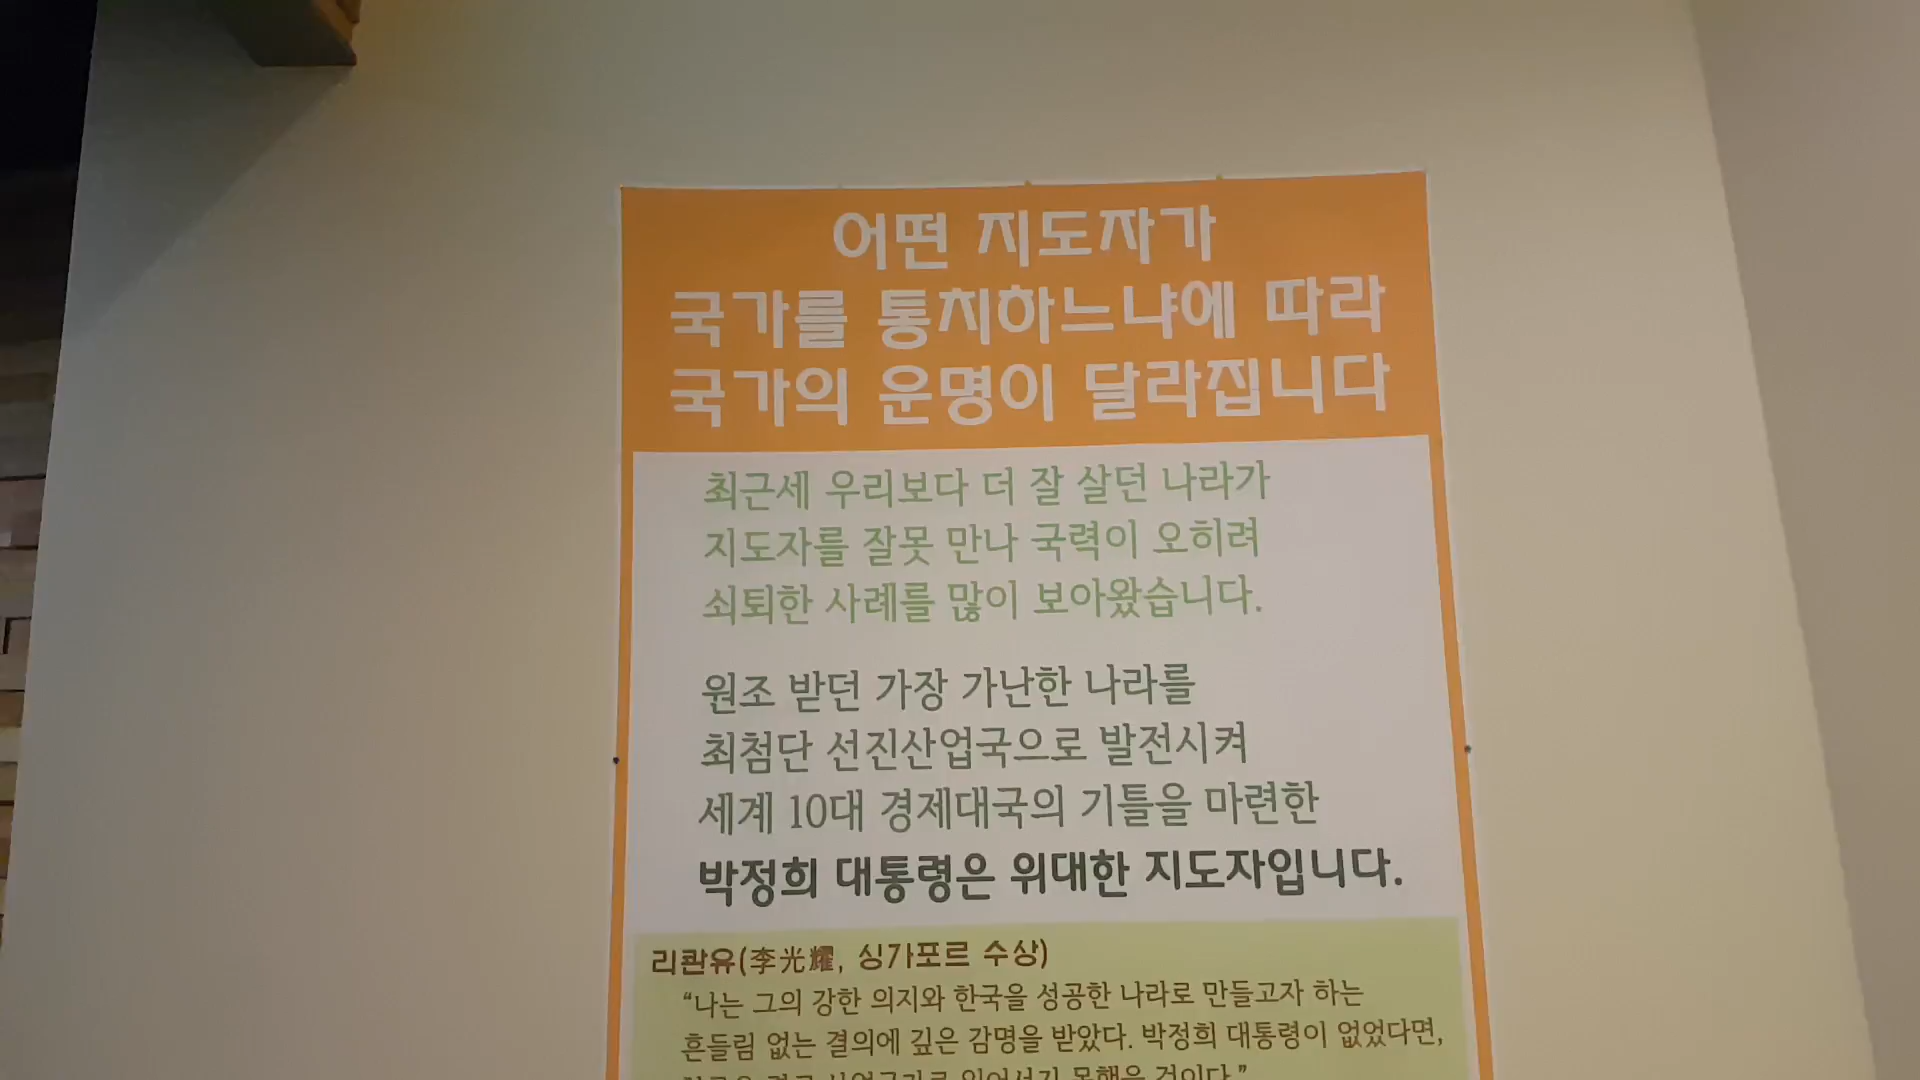 어떤 지도자가
국가를 통치하느냐에 따라
국가의 운명이 달라집니다
최근세 우리보다 더 잘 살던 나라가
지도자를 잘못 만나 국력이 오히려
쇠퇴한 사례를 많이 보아왔습니다.
원조 받던 가장 가난한 나라를
최첨단 선진산업국으로 발전시켜
세계 10대 경제대국의 기틀을 마련한
박정희 대통령은 위대한 지도자입니다.
리콴유(李光耀, 싱가포르 수상)
“나는 그의 강한 의지와 한국을 성공한 나라로 만들고자 하는
흔들림 없는 결의에 깊은 감명을 받았다. 박정희 대통령이 없었다면,